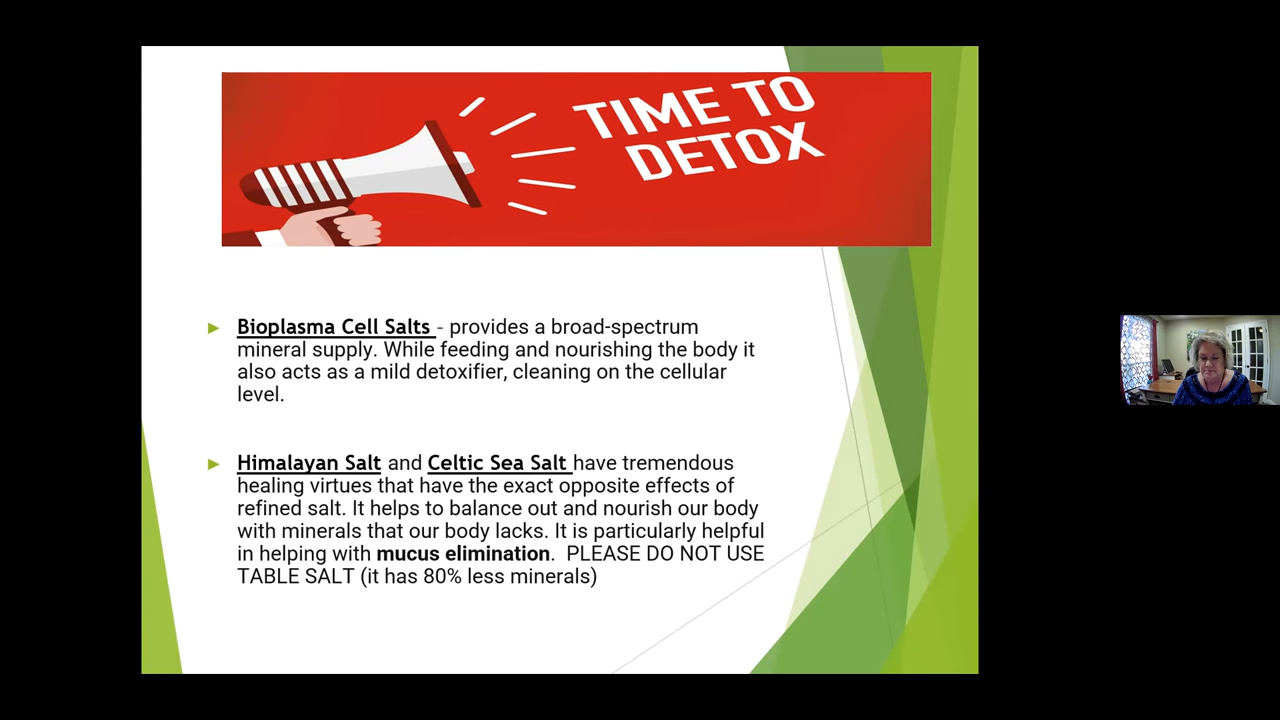 TIME TO
DETOX
Bioplasma Cell Salts - provides a broad-spectrum
mineral supply. While feeding and nourishing the body it
also acts as a mild detoxifier, cleaning on the cellular
level.
Himalayan Salt and Celtic Sea Salt have tremendous
healing virtues that have the exact opposite effects of
refined salt. It helps to balance out and nourish our body
with minerals that our body lacks. It is particularly helpful
in helping with mucus elimination. PLEASE DO NOT USE
TABLE SALT (it has 80% less minerals)